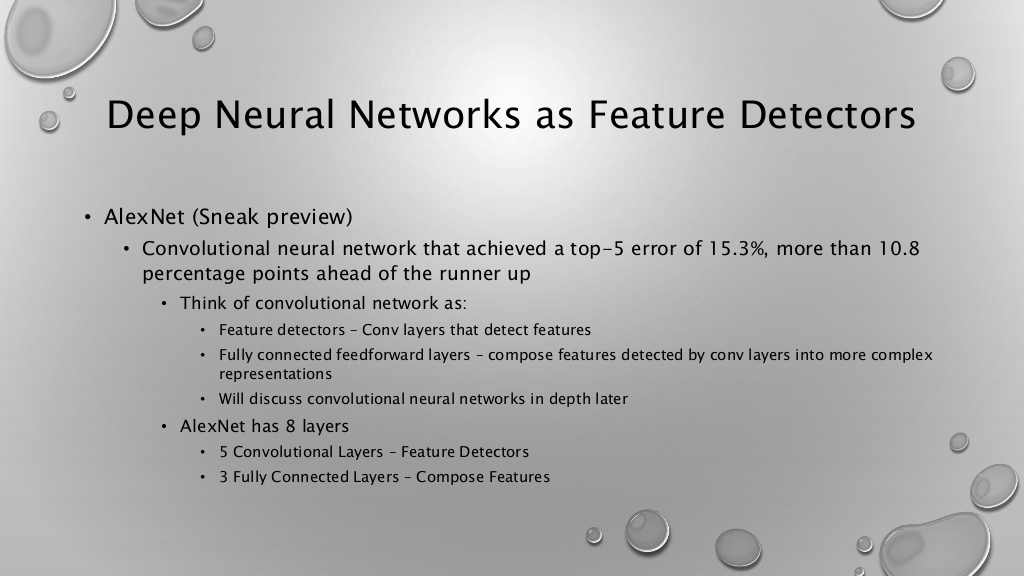 Deep Neural Networks as Feature Detectors
• AlexNet (Sneak preview)
• Convolutional neural network that achieved a top-5 error of 15.3%, more than 10.8
percentage points ahead of the runner up
• Think of convolutional network as:
• Feature detectors – Conv layers that detect features
• Fully connected feedforward layers – compose features detected by conv layers into more complex
representations
• Will discuss convolutional neural networks in depth later
• AlexNet has 8 layers
• 5 Convolutional Layers – Feature Detectors
• 3 Fully Connected Layers – Compose Features